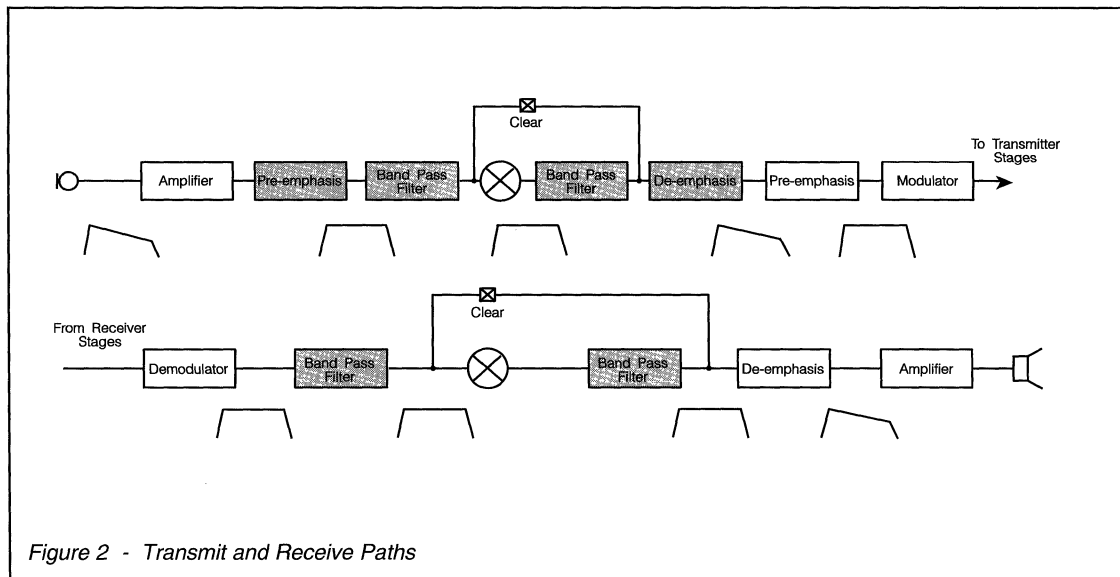 Clear
To Transmitter
Stages
Amplifier
Pre-emphasis
Band Pass
Filter
Band Pass
Filter
De-emphasis
Pre-emphasis
Modulator
Clear
From Receiver
Stages
Demodulator
Band Pass
Filter
Band Pass
Filter
De-emphasis
Amplifier
Figure 2 - Transmit and Receive Paths